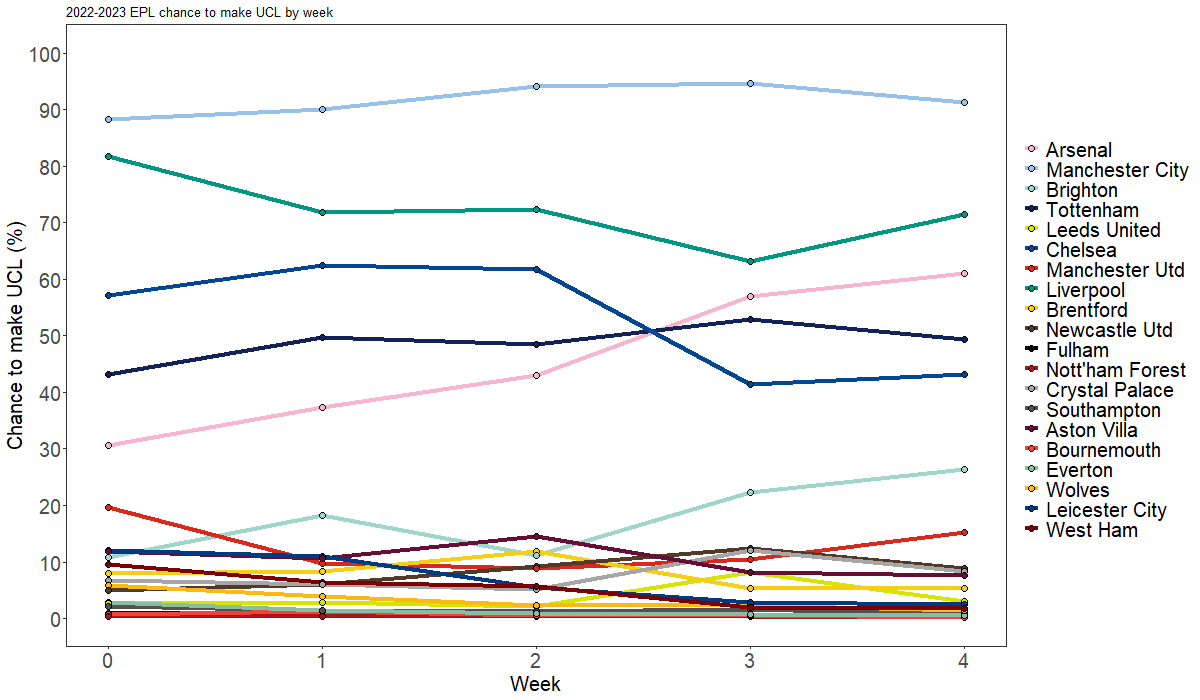 2022-2023 EPL chance to make UCL by week
Chance to make UCL (%)
100
90
80
70
60
50
40
30
20
10
0
0 1 2 3 4
Week
Arsenal
Manchester City
Brighton
Tottenham
Leeds United
Chelsea
Manchester Utd
Liverpool
Brentford
Newcastle Utd
Fulham
Nott'ham Forest
Crystal Palace
Southampton
Aston Villa
Bournemouth
Everton
Wolves
Leicester City
West Ham